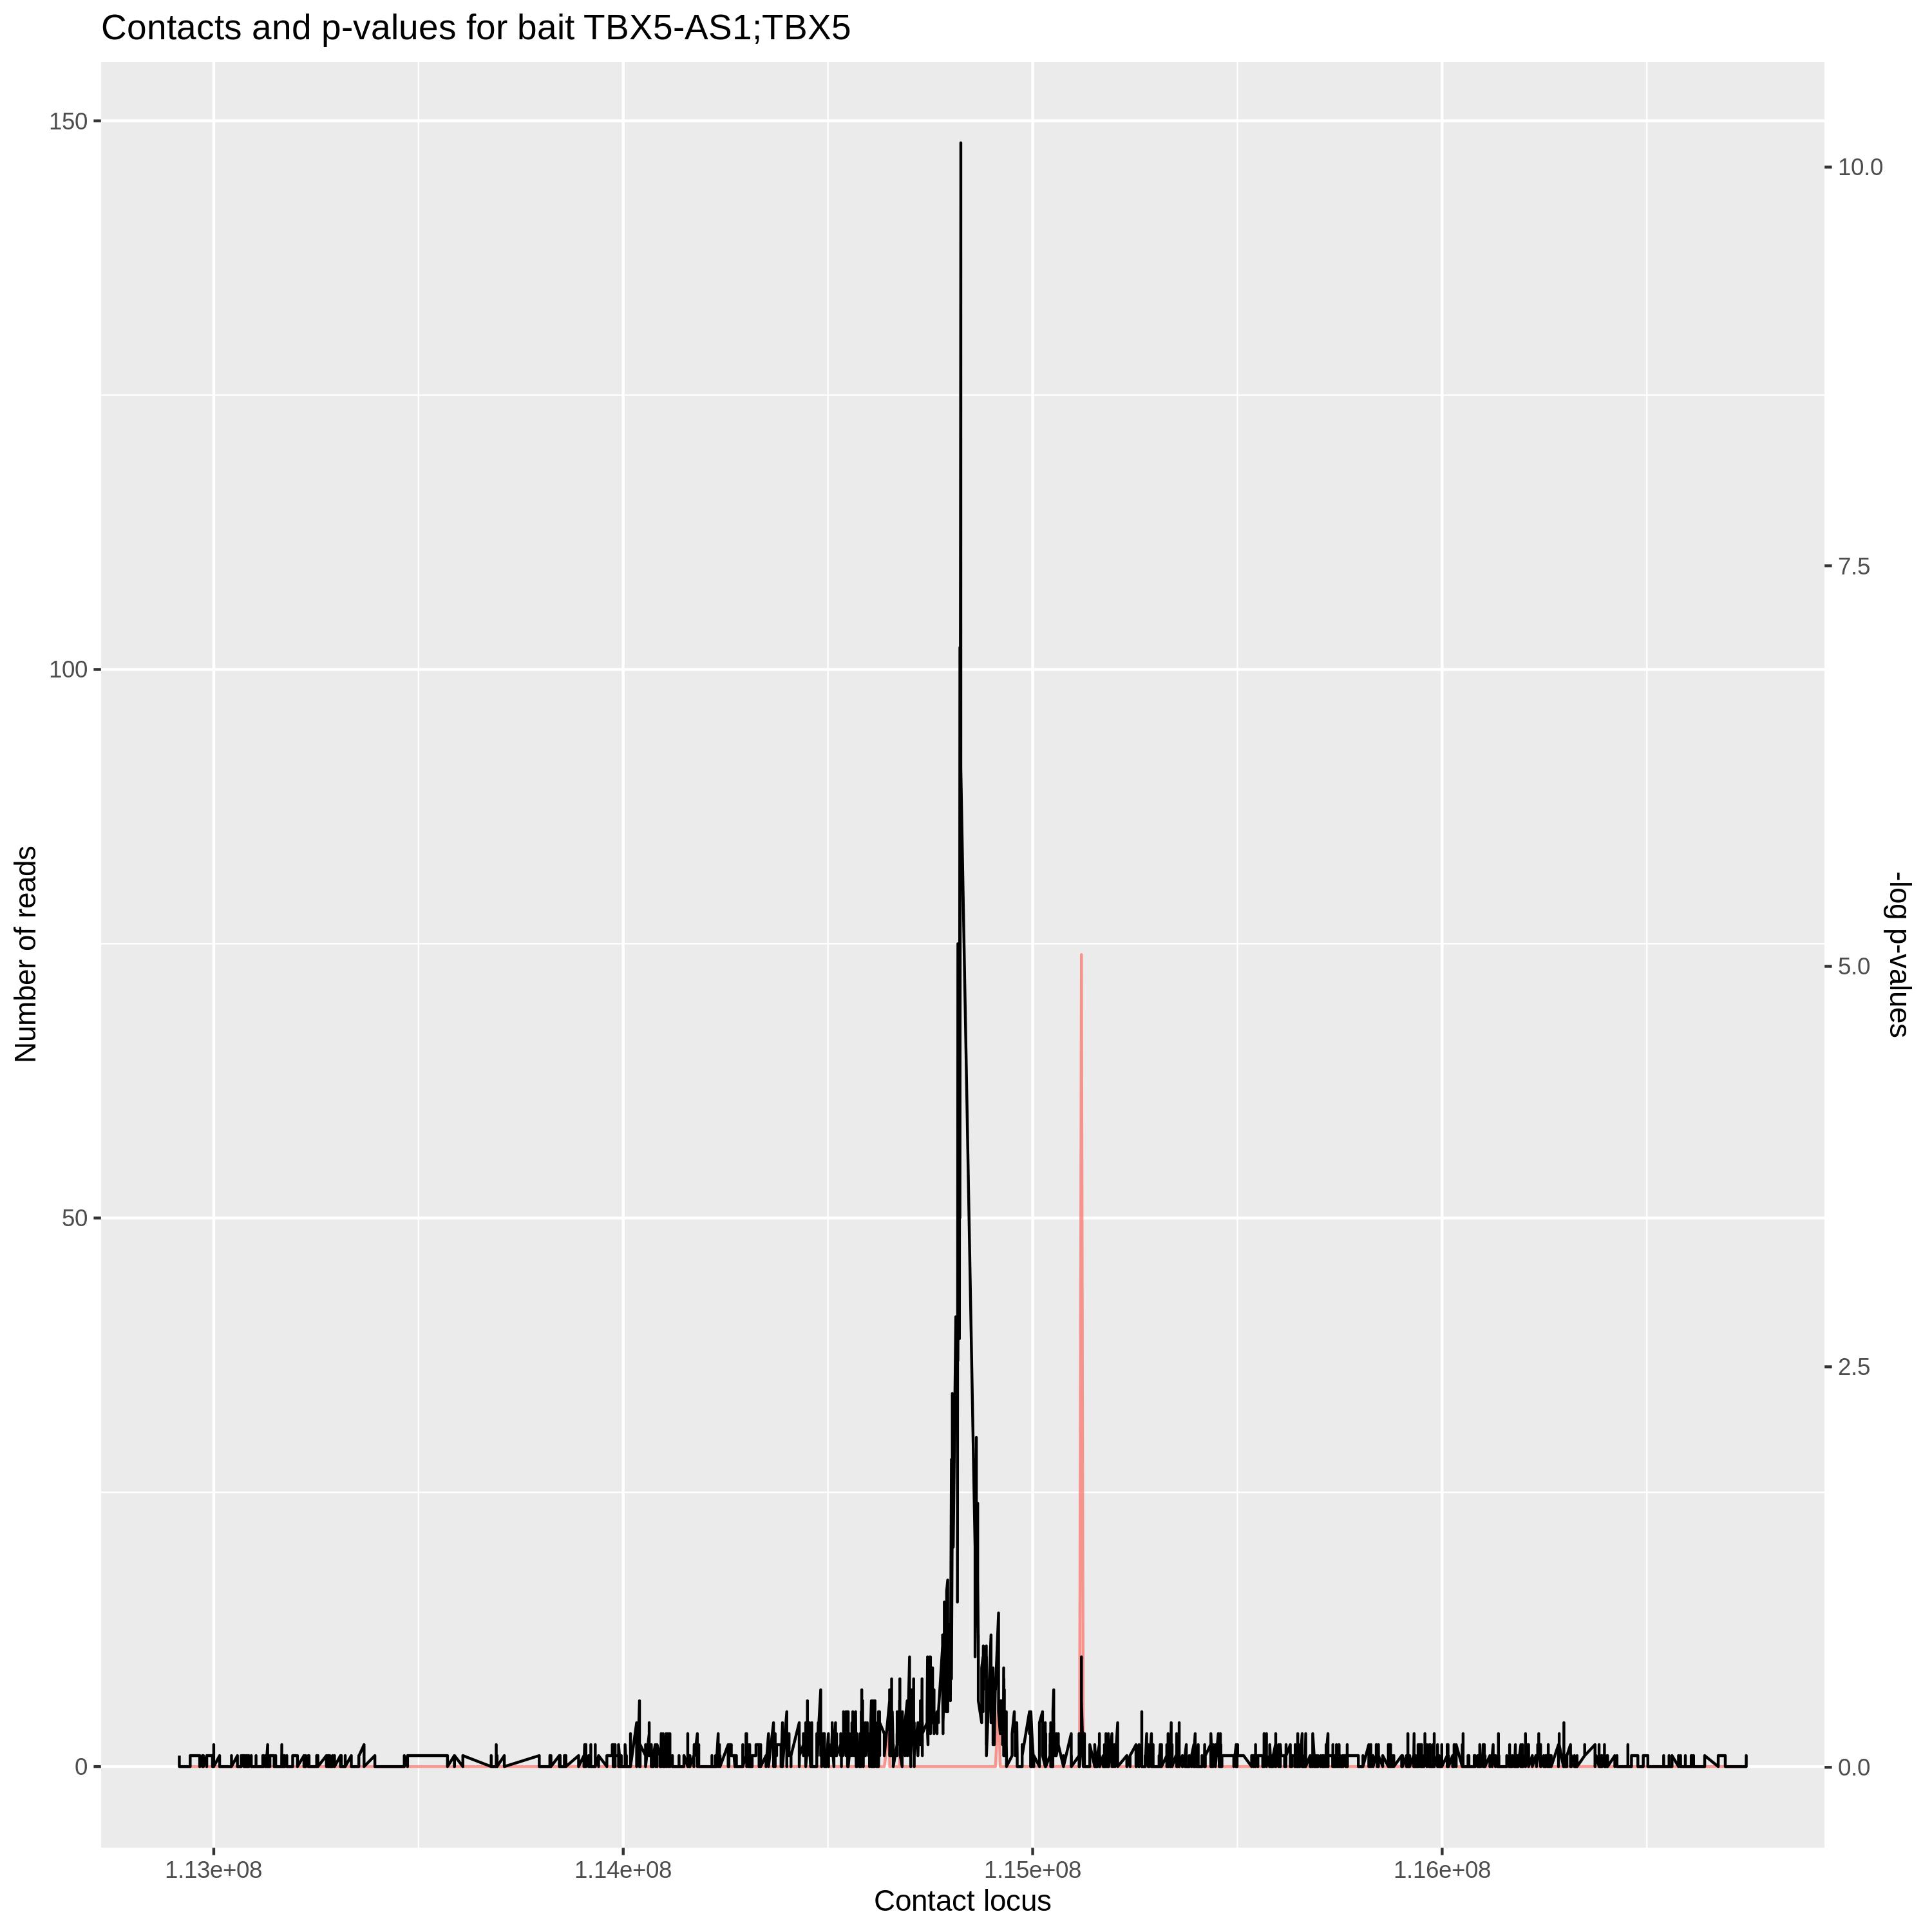 Contacts and p-values for bait TBX5-AS1;TBX5
150
100
50
0
Number of reads
10.0
7.5
5.0
2.5
0.0
-log p-values
1.13e+08
1.14e+08
1.15e+08
1.16e+08
Contact locus